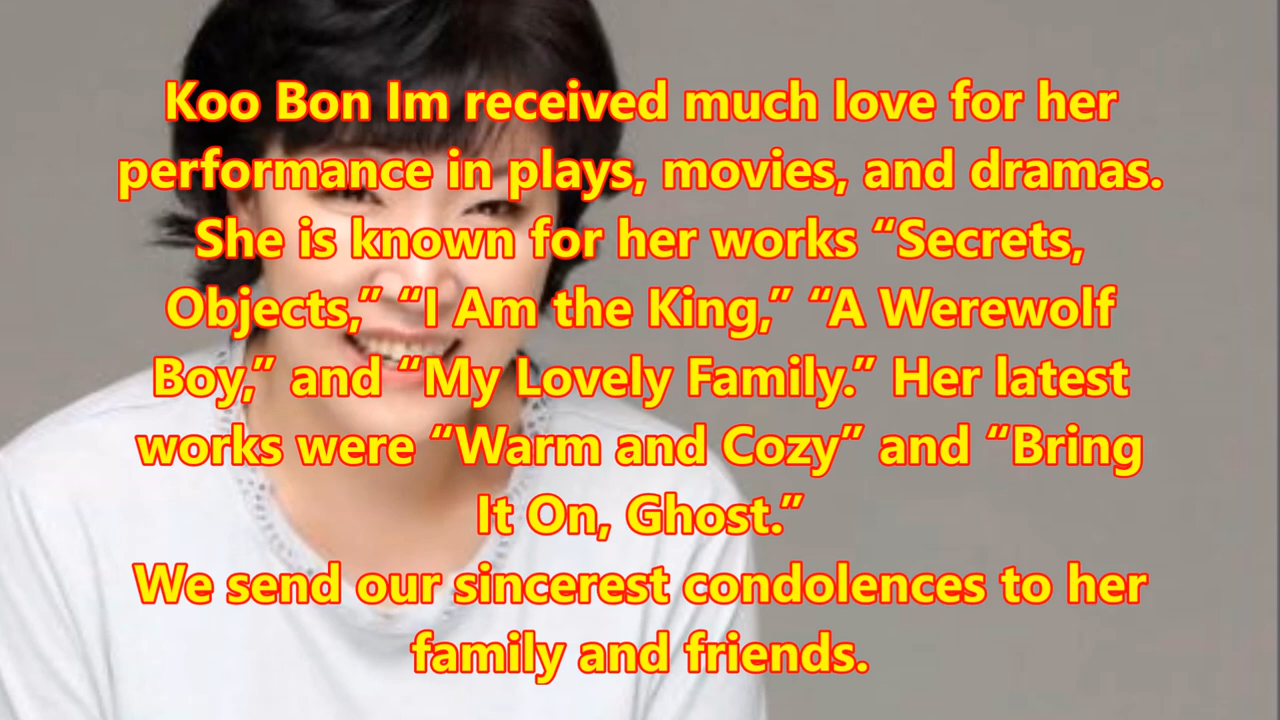 Koo Bon Im received much love for her
performance in plays, movies, and dramas.
She is known for her works “Secrets,
Objects,” “I Am the King,” “A Werewolf
Boy,” and “My Lovely Family.” Her latest
works were “Warm and Cozy” and “Bring
It On, Ghost.”
We send our sincerest condolences to her
family and friends.